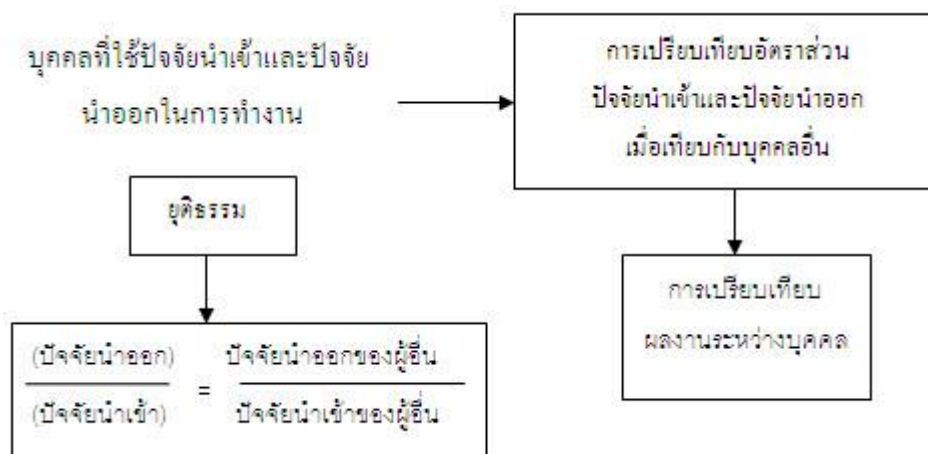 บุคคลที่ใช้ปัจจัยนำเข้าและปัจจัย
นำออกในการทำงาน
การเปรียบเทียบอัตราส่วน
ปัจจัยนำเข้าและปัจจัยนำออก
เมื่อเทียบกับบุคคลอื่น
ยุติธรรม
การเปรียบเทียบ
ผลงานระหว่างบุคคล
(ปัจจัยนำออก) = ปัจจัยนำออกของผู้อื่น
(ปัจจัยนำเข้า) ปัจจัยนำเข้าของผู้อื่น